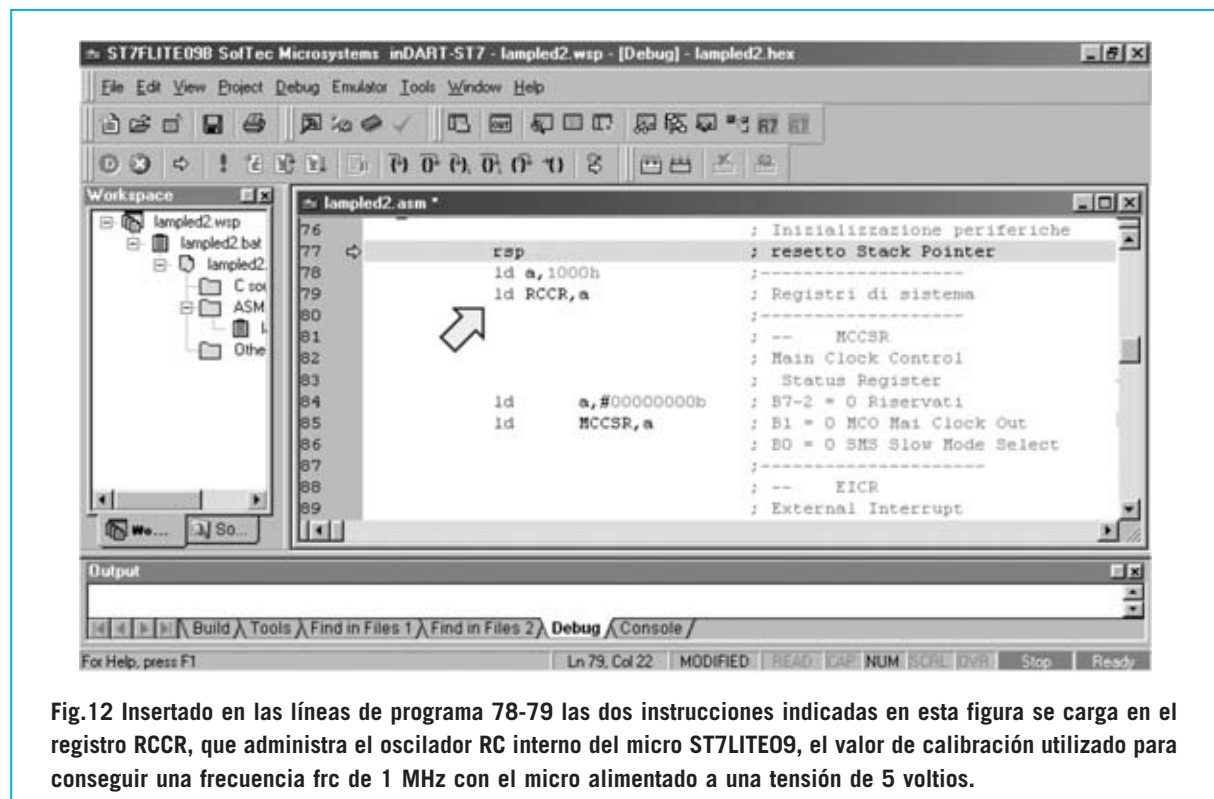 ST7FLITE09B SofTec Microsystems inDART-ST7 - lampled2.wsp - [Debug] - lampled2.hex
File Edit View Project Debug Emulator Tools Window Help
Workspace
lampled2.wsp
lampled2.bat
lampled2.
C sou
ASM
l
Othe
Wo... So...
lampled2.asm *
76 ; Inizializzazione periferiche
77 rsp ; resetto Stack Pointer
78 ld a,1000h ;-------------------
79 ld RCCR,a ; Registri di sistema
80 ;-------------------
81 ; -- MCCSR
82 ; Main Clock Control
83 ; Status Register
84 ld a,#00000000b ; B7-2 = 0 Riservati
85 ld MCCSR,a ; B1 = 0 MCO Mai Clock Out
86 ; B0 = 0 SMS Slow Mode Select
87 ;---------------------
88 ; -- EICR
89 ; External Interrupt
Output
Build Tools Find in Files 1 Find in Files 2 Debug Console
For Help, press F1 Ln 79, Col 22 MODIFIED READ CAP NUM SCRL OVR Stop Ready
Fig.12 Insertado en las líneas de programa 78-79 las dos instrucciones indicadas en esta figura se carga en el
registro RCCR, que administra el oscilador RC interno del micro ST7LITE09, el valor de calibración utilizado para
conseguir una frecuencia frc de 1 MHz con el micro alimentado a una tensión de 5 voltios.